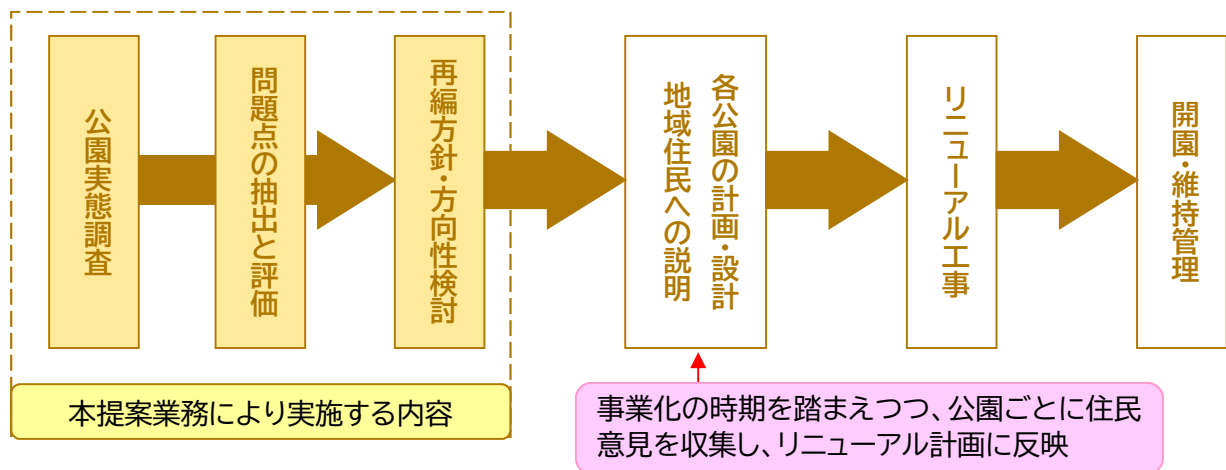 公園実態調査
問題点の抽出と評価
再編方針・方向性検討
各公園の計画・設計
地域住民への説明
リニューアル工事
開園・維持管理
本提案業務により実施する内容
事業化の時期を踏まえつつ、公園ごとに住民
意見を収集し、リニューアル計画に反映